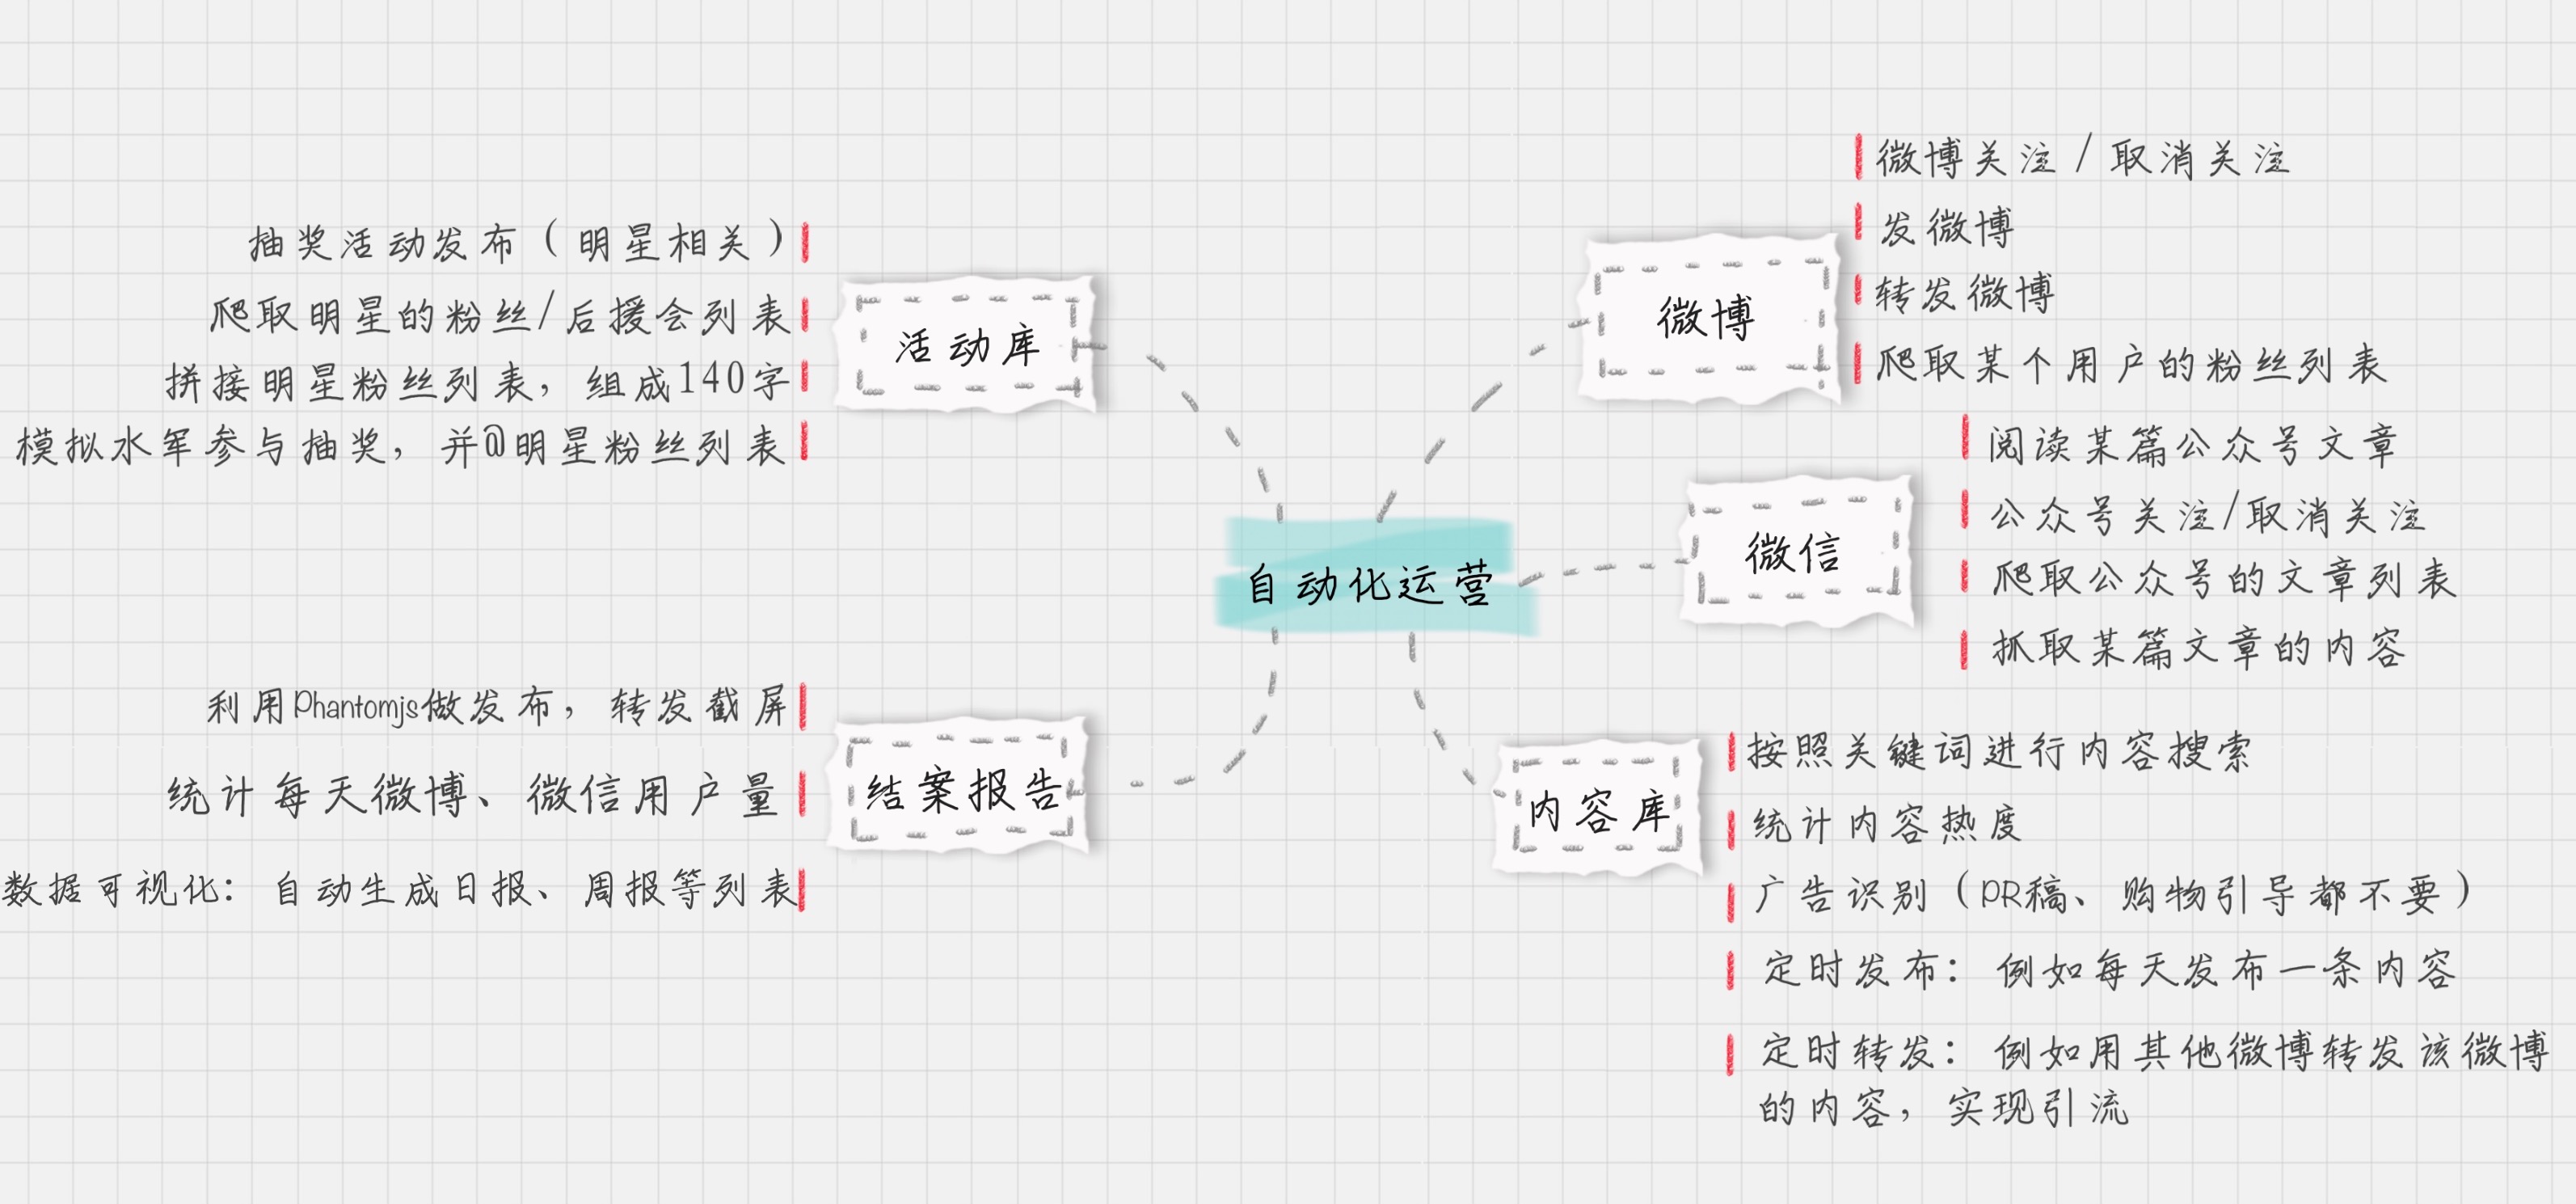 自动化运营
微博
微博关注 / 取消关注
发微博
转发微博
爬取某个用户的粉丝列表
微信
阅读某篇公众号文章
公众号关注/取消关注
爬取公众号的文章列表
抓取某篇文章的内容
内容库
按照关键词进行内容搜索
统计内容热度
广告识别（PR稿、购物引导都不要）
定时发布：例如每天发布一条内容
定时转发：例如用其他微博转发该微博
的内容，实现引流
活动库
抽奖活动发布（明星相关）
爬取明星的粉丝/后援会列表
拼接明星粉丝列表，组成140字
模拟水军参与抽奖，并@明星粉丝列表
结案报告
利用Phantomjs做发布，转发截屏
统计每天微博、微信用户量
数据可视化：自动生成日报、周报等列表